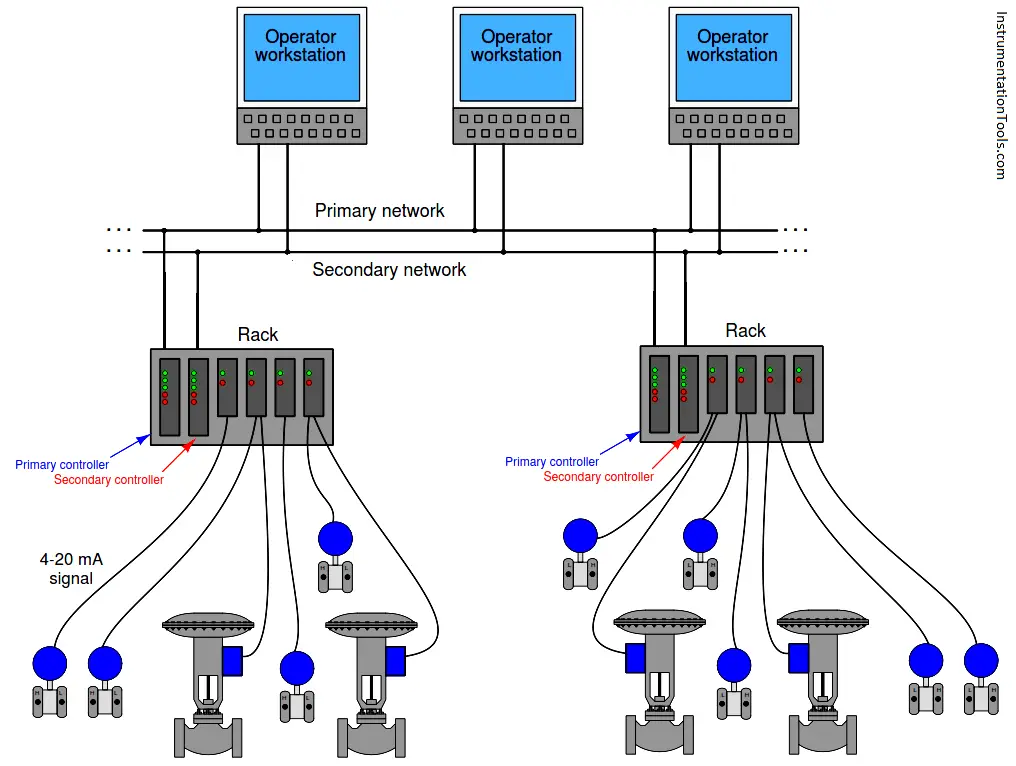 Operator
workstation
Operator
workstation
Operator
workstation
InstrumentationTools.com
Primary network
. . .
. . .
. . .
. . .
Secondary network
Rack
Rack
Primary controller
Secondary controller
Primary controller
Secondary controller
4-20 mA
signal
H L
L H
L H
H L
H L
H L
L H
L H
H L
H L